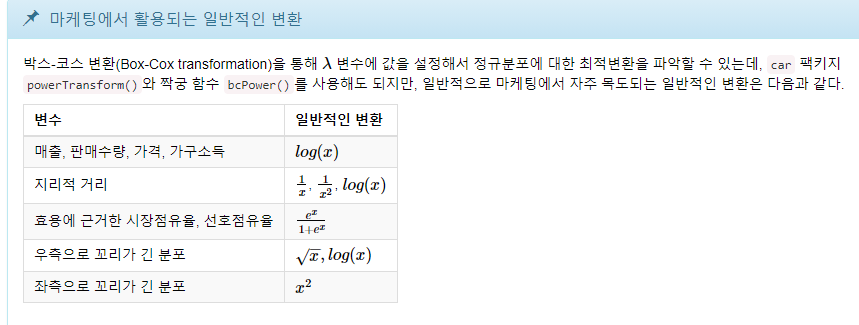 마케팅에서 활용되는 일반적인 변환
박스-코스 변환(Box-Cox transformation)을 통해 λ 변수에 값을 설정해서 정규분포에 대한 최적변환을 파악할 수 있는데, car 팩키지
powerTransform() 와 짝궁 함수 bcPower() 를 사용해도 되지만, 일반적으로 마케팅에서 자주 목도되는 일반적인 변환은 다음과 같다.
변수 일반적인 변환
매출, 판매수량, 가격, 가구소득 log(x)
지리적 거리 1/x, 1/x², log(x)
효용에 근거한 시장점유율, 선호점유율 eˣ/1+eˣ
우측으로 꼬리가 긴 분포 √x, log(x)
좌측으로 꼬리가 긴 분포 x²